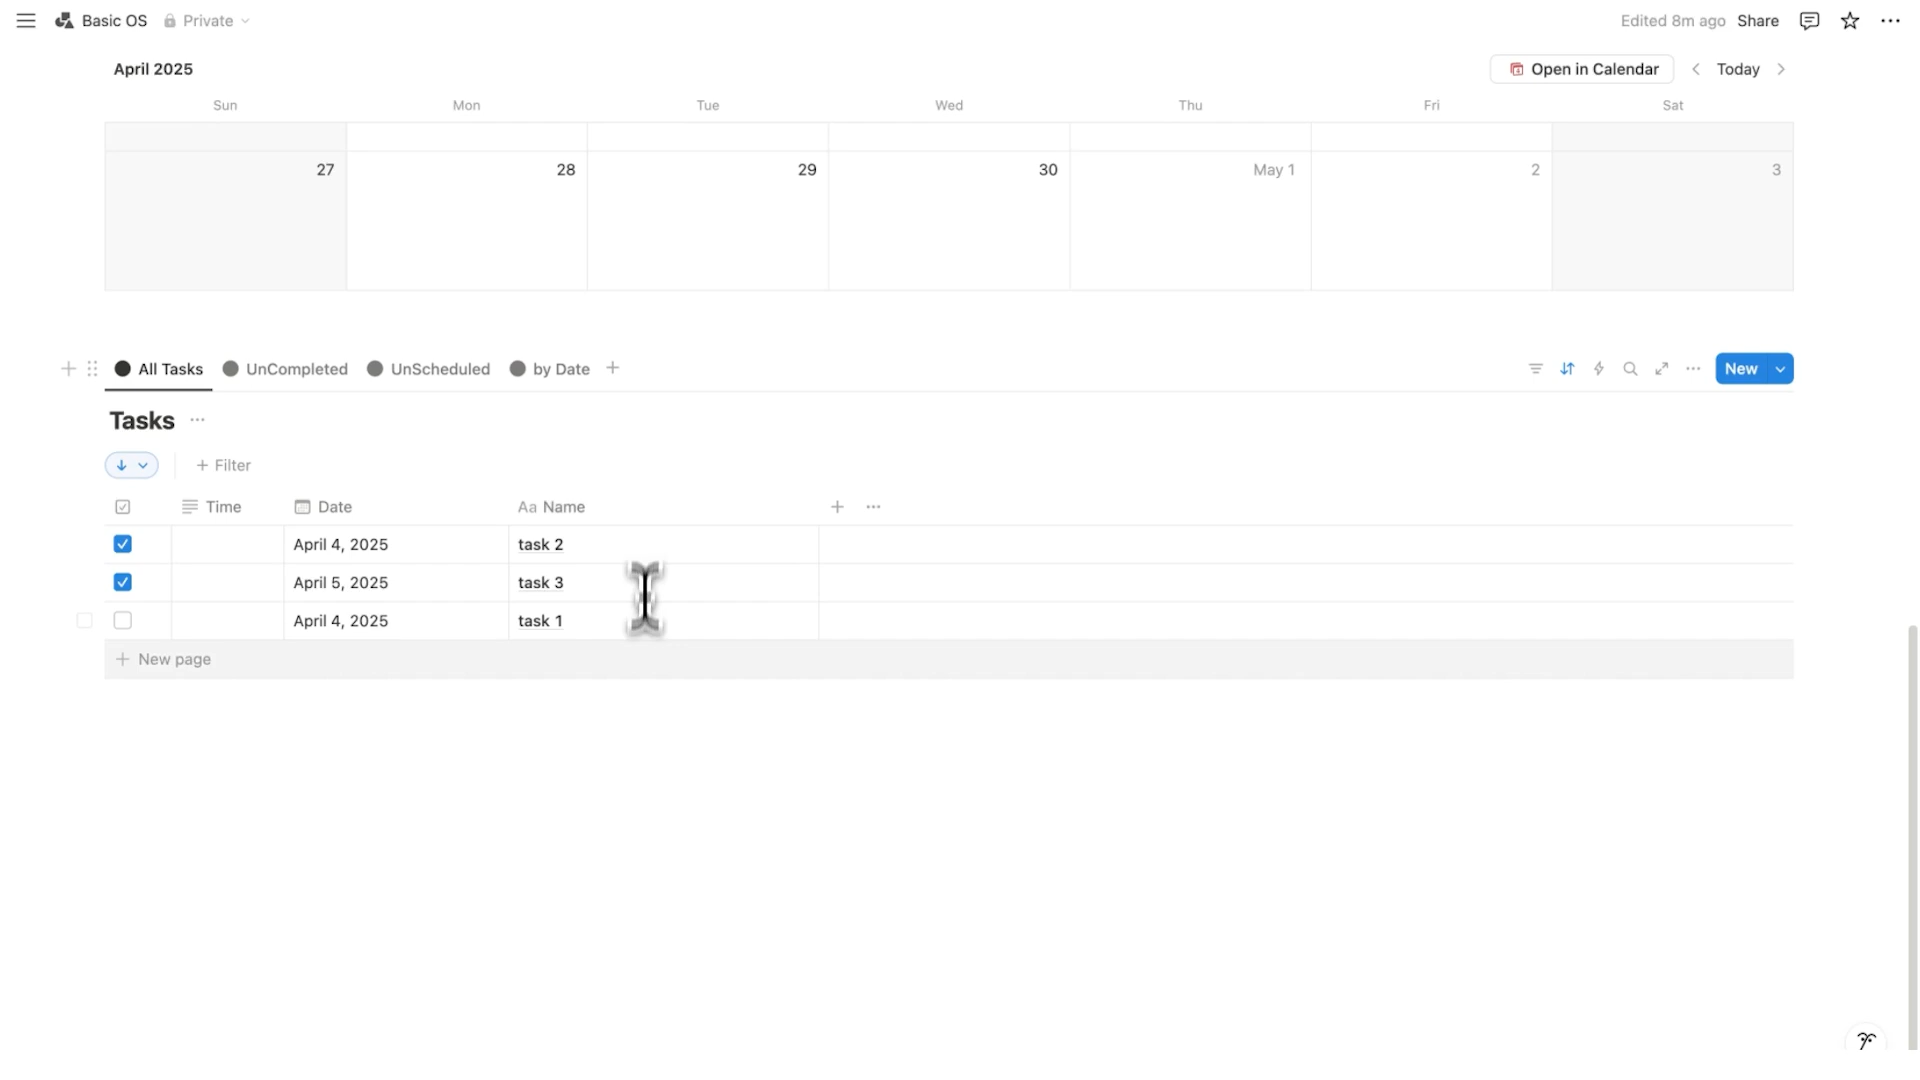 Basic OS Private Edited 8m ago Share
April 2025 Open in Calendar Today
Sun Mon Tue Wed Thu Fri Sat
27 28 29 30 May 1 2 3
All Tasks UnCompleted UnScheduled by Date New
Tasks
Filter
Time Date Aa Name
April 4, 2025 task 2
April 5, 2025 task 3
April 4, 2025 task 1
New page